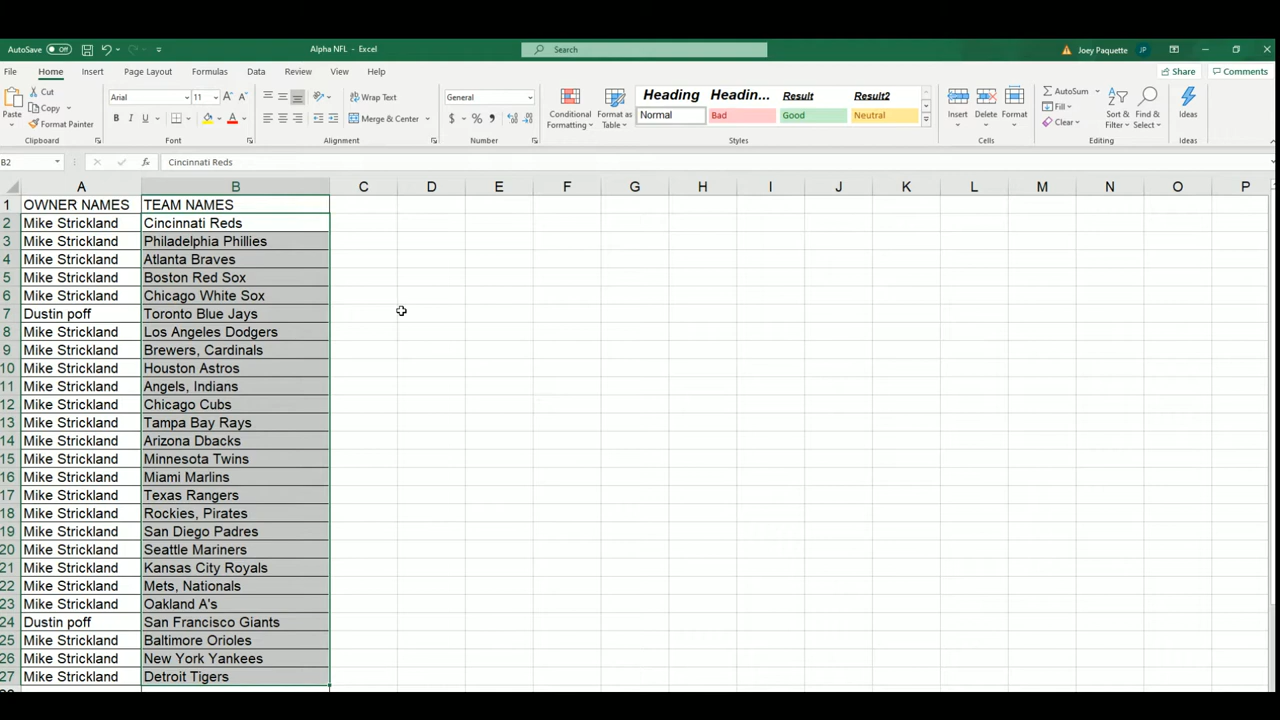 AutoSave Off Alpha NFL - Excel Search Joey Paquette JP
File Home Insert Page Layout Formulas Data Review View Help Share Comments
Cut Arial 11 A A Wrap Text General Heading Headin... Result Result2 AutoSum
Paste Copy Format Painter B I U A Merge & Center $ % Conditional Formatting Format as Table Normal Bad Good Neutral Insert Delete Format Fill Clear Sort & Filter Find & Select Ideas
Clipboard Font Alignment Number Styles Cells Editing Ideas
B2 fx Cincinnati Reds
A B C D E F G H I J K L M N O P
1 OWNER NAMES TEAM NAMES
2 Mike Strickland Cincinnati Reds
3 Mike Strickland Philadelphia Phillies
4 Mike Strickland Atlanta Braves
5 Mike Strickland Boston Red Sox
6 Mike Strickland Chicago White Sox
7 Dustin poff Toronto Blue Jays
8 Mike Strickland Los Angeles Dodgers
9 Mike Strickland Brewers, Cardinals
10 Mike Strickland Houston Astros
11 Mike Strickland Angels, Indians
12 Mike Strickland Chicago Cubs
13 Mike Strickland Tampa Bay Rays
14 Mike Strickland Arizona Dbacks
15 Mike Strickland Minnesota Twins
16 Mike Strickland Miami Marlins
17 Mike Strickland Texas Rangers
18 Mike Strickland Rockies, Pirates
19 Mike Strickland San Diego Padres
20 Mike Strickland Seattle Mariners
21 Mike Strickland Kansas City Royals
22 Mike Strickland Mets, Nationals
23 Mike Strickland Oakland A's
24 Dustin poff San Francisco Giants
25 Mike Strickland Baltimore Orioles
26 Mike Strickland New York Yankees
27 Mike Strickland Detroit Tigers